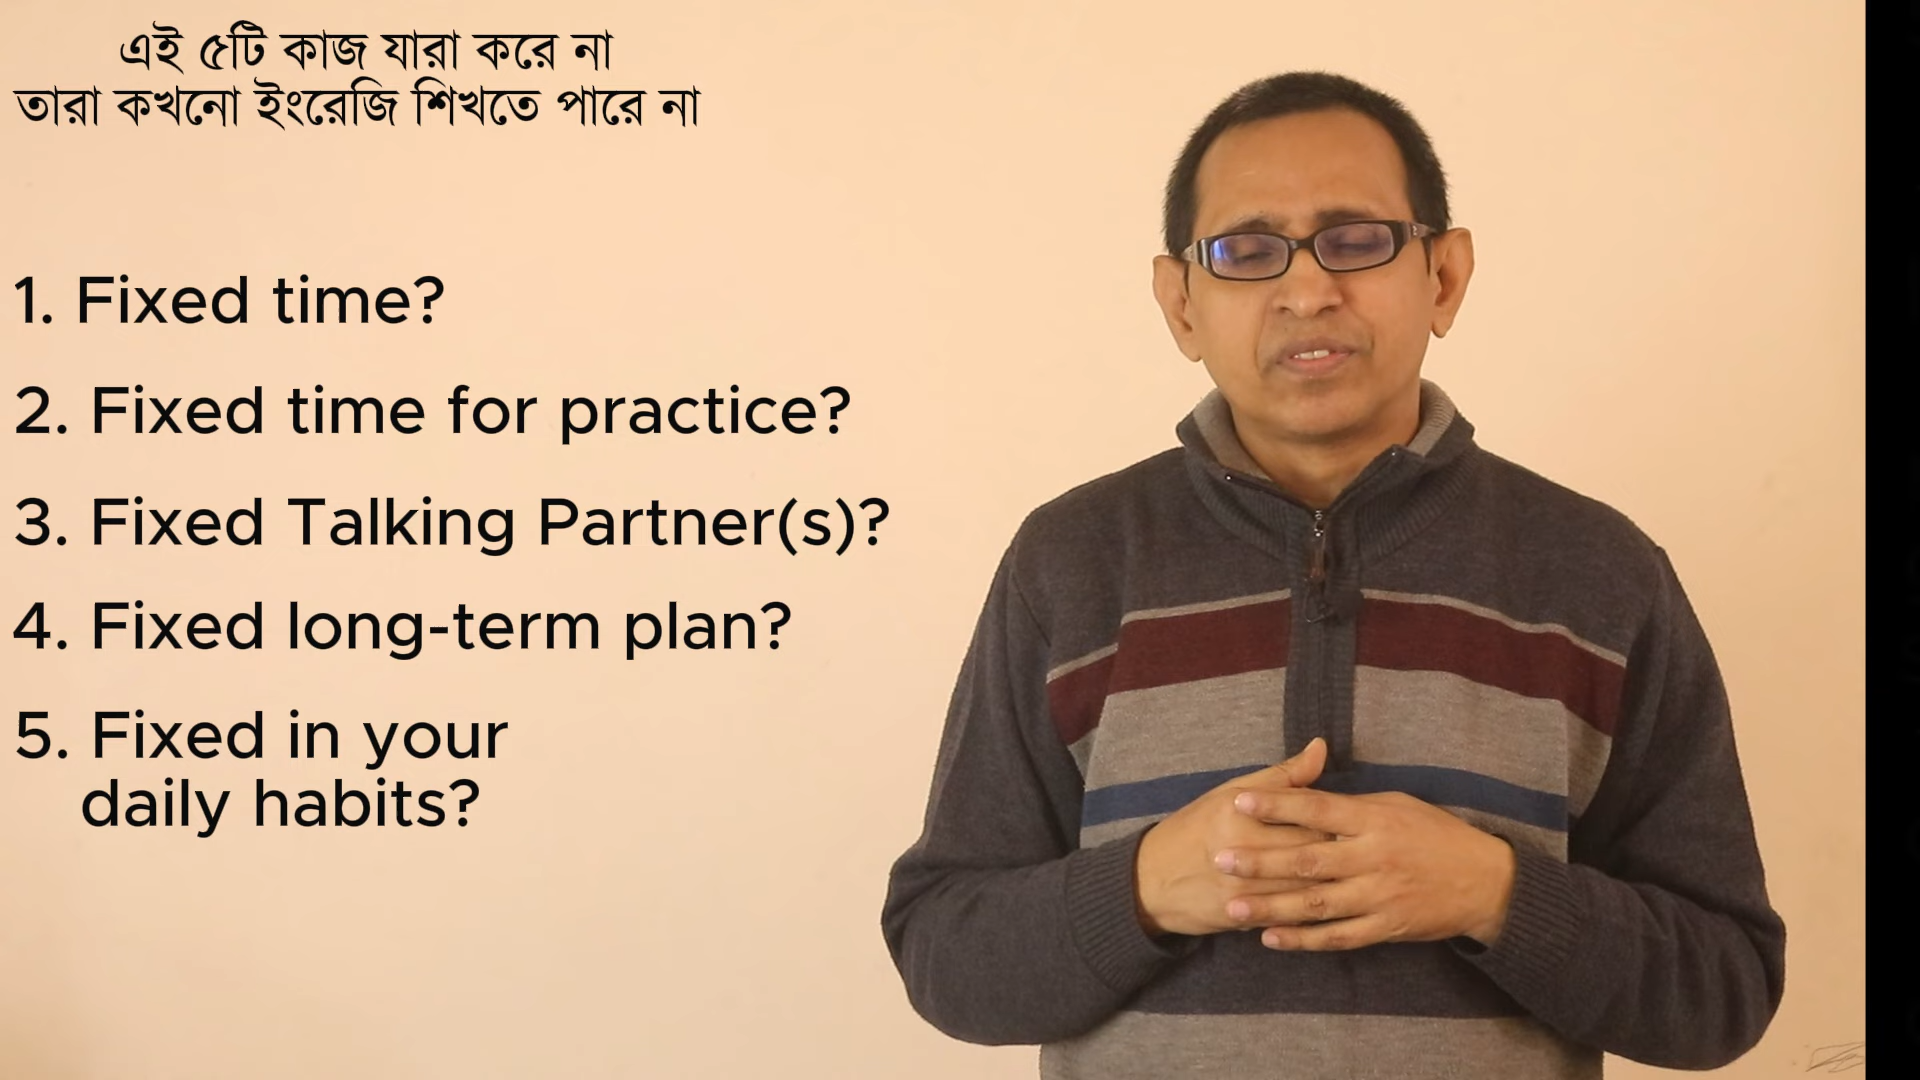 এই ৫টি কাজ যারা করে না
তারা কখনো ইংরেজি শিখতে পারে না
1. Fixed time?
2. Fixed time for practice?
3. Fixed Talking Partner(s)?
4. Fixed long-term plan?
5. Fixed in your
daily habits?